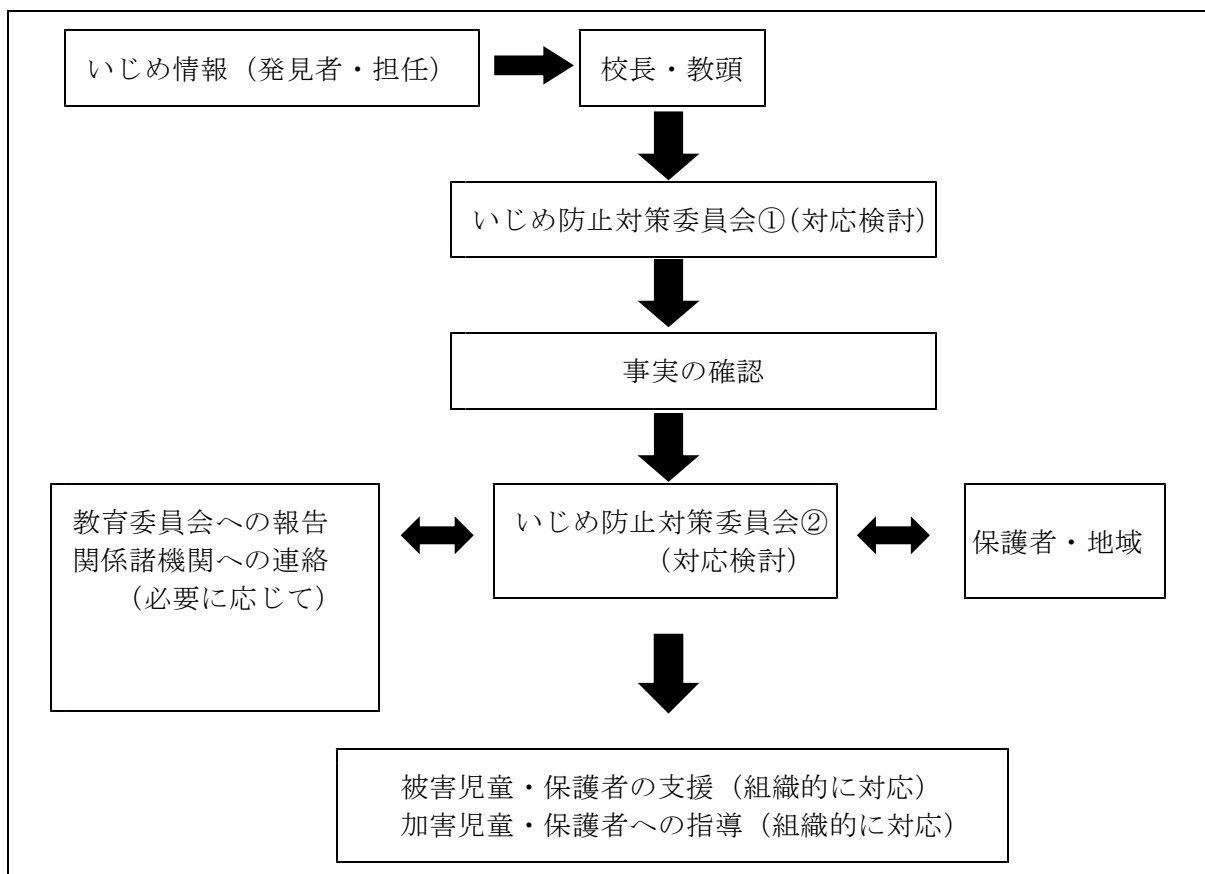 いじめ情報（発見者・担任）
校長・教頭
いじめ防止対策委員会①(対応検討)
事実の確認
教育委員会への報告
関係諸機関への連絡
（必要に応じて）
いじめ防止対策委員会②
(対応検討)
保護者・地域
被害児童・保護者の支援（組織的に対応）
加害児童・保護者への指導（組織的に対応）